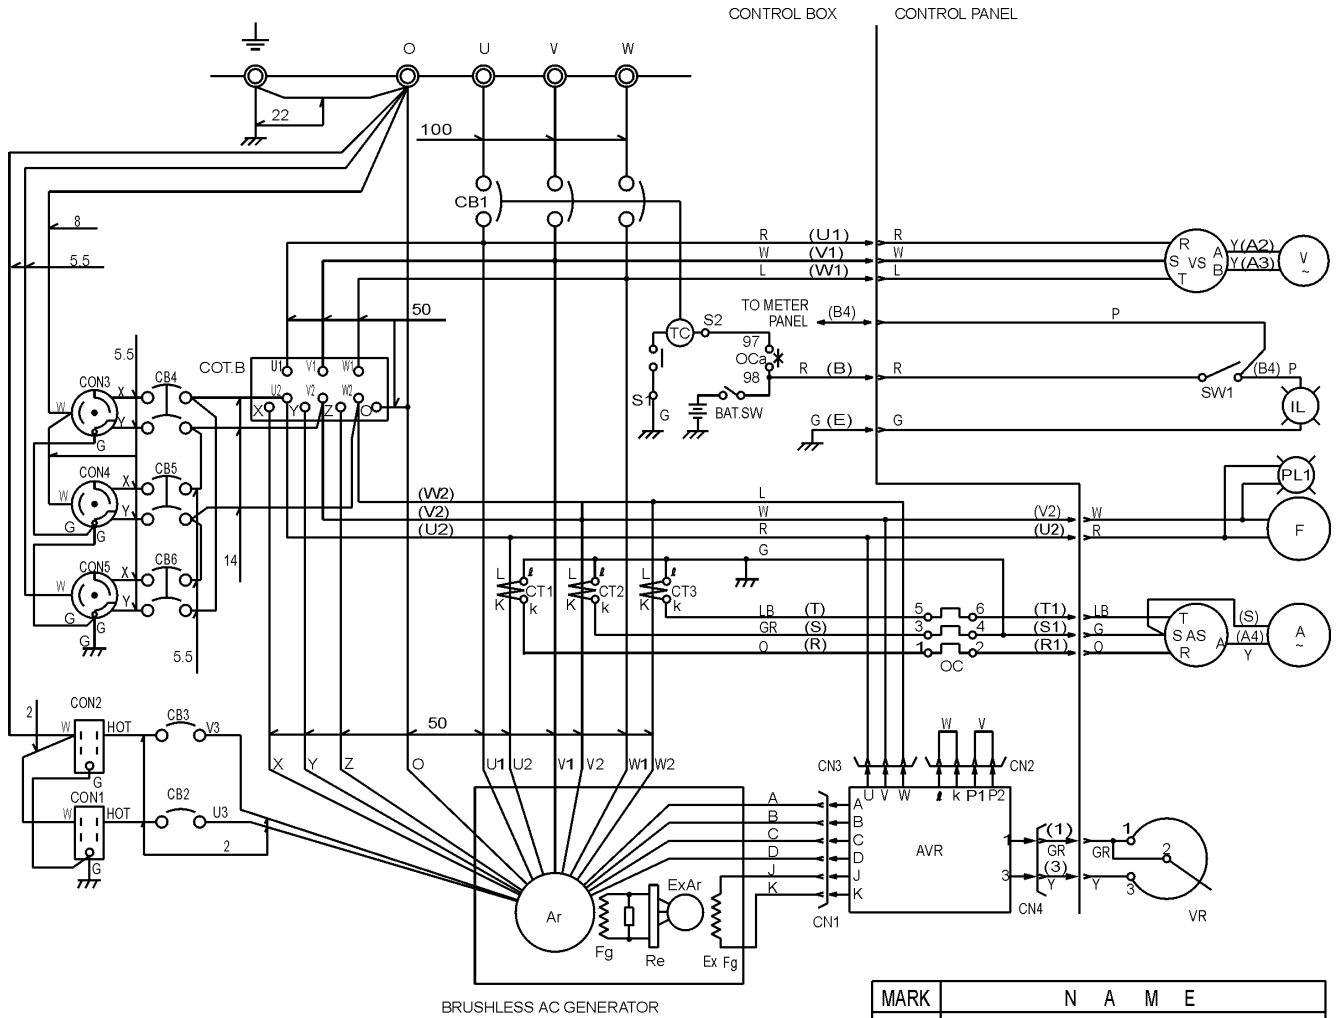 CONTROL BOX CONTROL PANEL
O U V W
22
100
CB1
8
5.5
R (U1) R
W (V1) W
L (W1) L
R S T VS A B
Y(A2)
Y(A3)
V ~
50
TO METER PANEL (B4) P
TC S2
97
OCa
98
S1
G
BAT.SW
R (B) R
SW1
(B4) P
IL
G (E) G
COT.B
U1 V1 W1
U2 V2 W2
X Y Z O
5.5
CON3 X CB4
W Y
G
CON4 X CB5
W Y
G G
14
CON5 X CB6
W Y
G G
G
5.5
(W2) L
(V2) W (V2) W
(U2) R (U2) R
G
PL1
F
L ℓ CT1 K k
L ℓ CT2 K k
L ℓ CT3 K k
LB (T) 5 6 (T1) LB
GR (S) 3 4 (S1) G
O (R) 1 2 (R1) O
OC
T S AS R A
(S)
(A4)
Y
A ~
2
CON2
W HOT CB3 V3
G
CON1
W HOT CB2 U3
G
2
50
X Y Z O U1 U2 V1 V2 W1 W2
W V
CN3 CN2
U V W ℓ k P1 P2
A A
B B
C C
D D
J J
K K
CN1
AVR
1 (1) GR GR 1
2
3 (3) Y Y 3
CN4
VR
Ar
Fg
Re
ExAr
Ex Fg
BRUSHLESS AC GENERATOR
MARK NAME